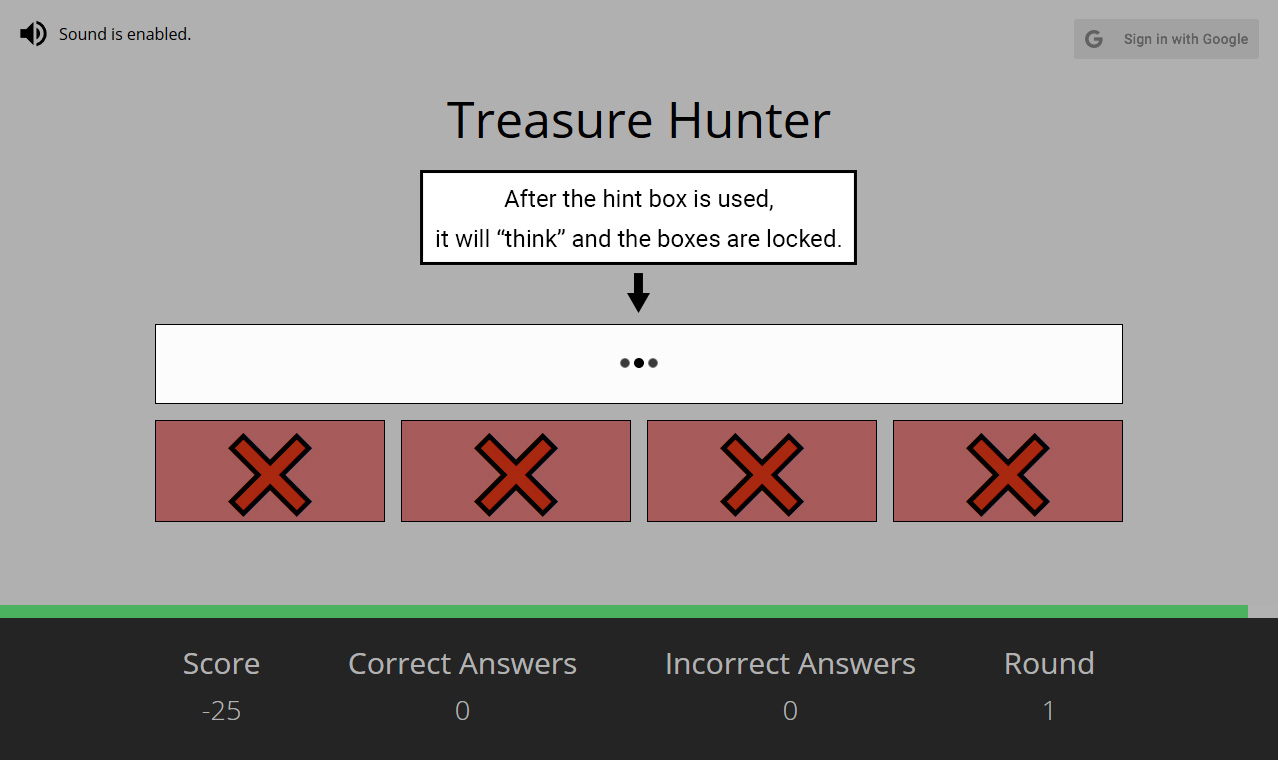 Sound is enabled.
Sign in with Google
Treasure Hunter
After the hint box is used,
it will “think” and the boxes are locked.
Score
Correct Answers
Incorrect Answers
Round
-25
0
0
1